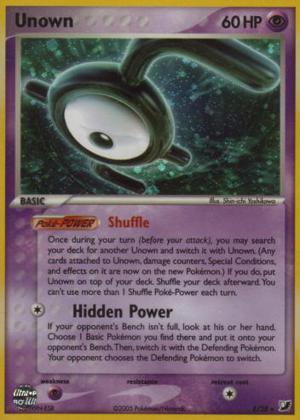 Unown
60 HP
BASIC
Illus. Shin-ichi Yoshikawa
Poké-POWER Shuffle
Once during your turn (before your attack), you may search
your deck for another Unown and switch it with Unown. (Any
cards attached to Unown, damage counters, Special Conditions,
and effects on it are now on the new Pokémon.) If you do, put
Unown on top of your deck. Shuffle your deck afterward. You
can't use more than 1 Shuffle Poké-Power each turn.
Hidden Power
If your opponent's Bench isn't full, look at his or her hand.
Choose 1 Basic Pokémon you find there and put it onto your
opponent's Bench. Then, switch it with the Defending Pokémon.
Your opponent chooses the Defending Pokémon to switch.
weakness
resistance
retreat cost
©2005 Pokémon/Nintendo